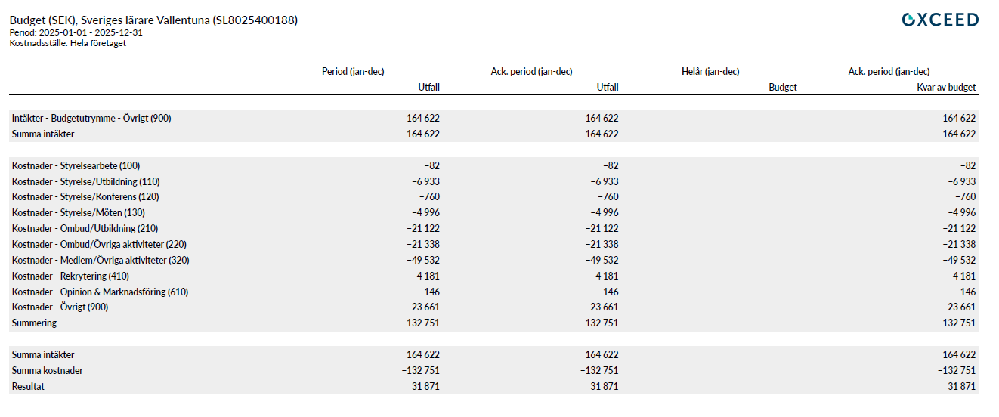 Budget (SEK), Sveriges lärare Vallentuna (SL8025400188)
OXCEED
Period: 2025-01-01 - 2025-12-31
Kostnadsställe: Hela företaget
Period (jan-dec) Ack. period (jan-dec) Helår (jan-dec) Ack. period (jan-dec)
Utfall Utfall Budget Kvar av budget
Intäkter - Budgetutrymme - Övrigt (900) 164 622 164 622 164 622
Summa intäkter 164 622 164 622 164 622
Kostnader - Styrelsearbete (100) −82 −82 −82
Kostnader - Styrelse/Utbildning (110) −6 933 −6 933 −6 933
Kostnader - Styrelse/Konferens (120) −760 −760 −760
Kostnader - Styrelse/Möten (130) −4 996 −4 996 −4 996
Kostnader - Ombud/Utbildning (210) −21 122 −21 122 −21 122
Kostnader - Ombud/Övriga aktiviteter (220) −21 338 −21 338 −21 338
Kostnader - Medlem/Övriga aktiviteter (320) −49 532 −49 532 −49 532
Kostnader - Rekrytering (410) −4 181 −4 181 −4 181
Kostnader - Opinion & Marknadsföring (610) −146 −146 −146
Kostnader - Övrigt (900) −23 661 −23 661 −23 661
Summering −132 751 −132 751 −132 751
Summa intäkter 164 622 164 622 164 622
Summa kostnader −132 751 −132 751 −132 751
Resultat 31 871 31 871 31 871